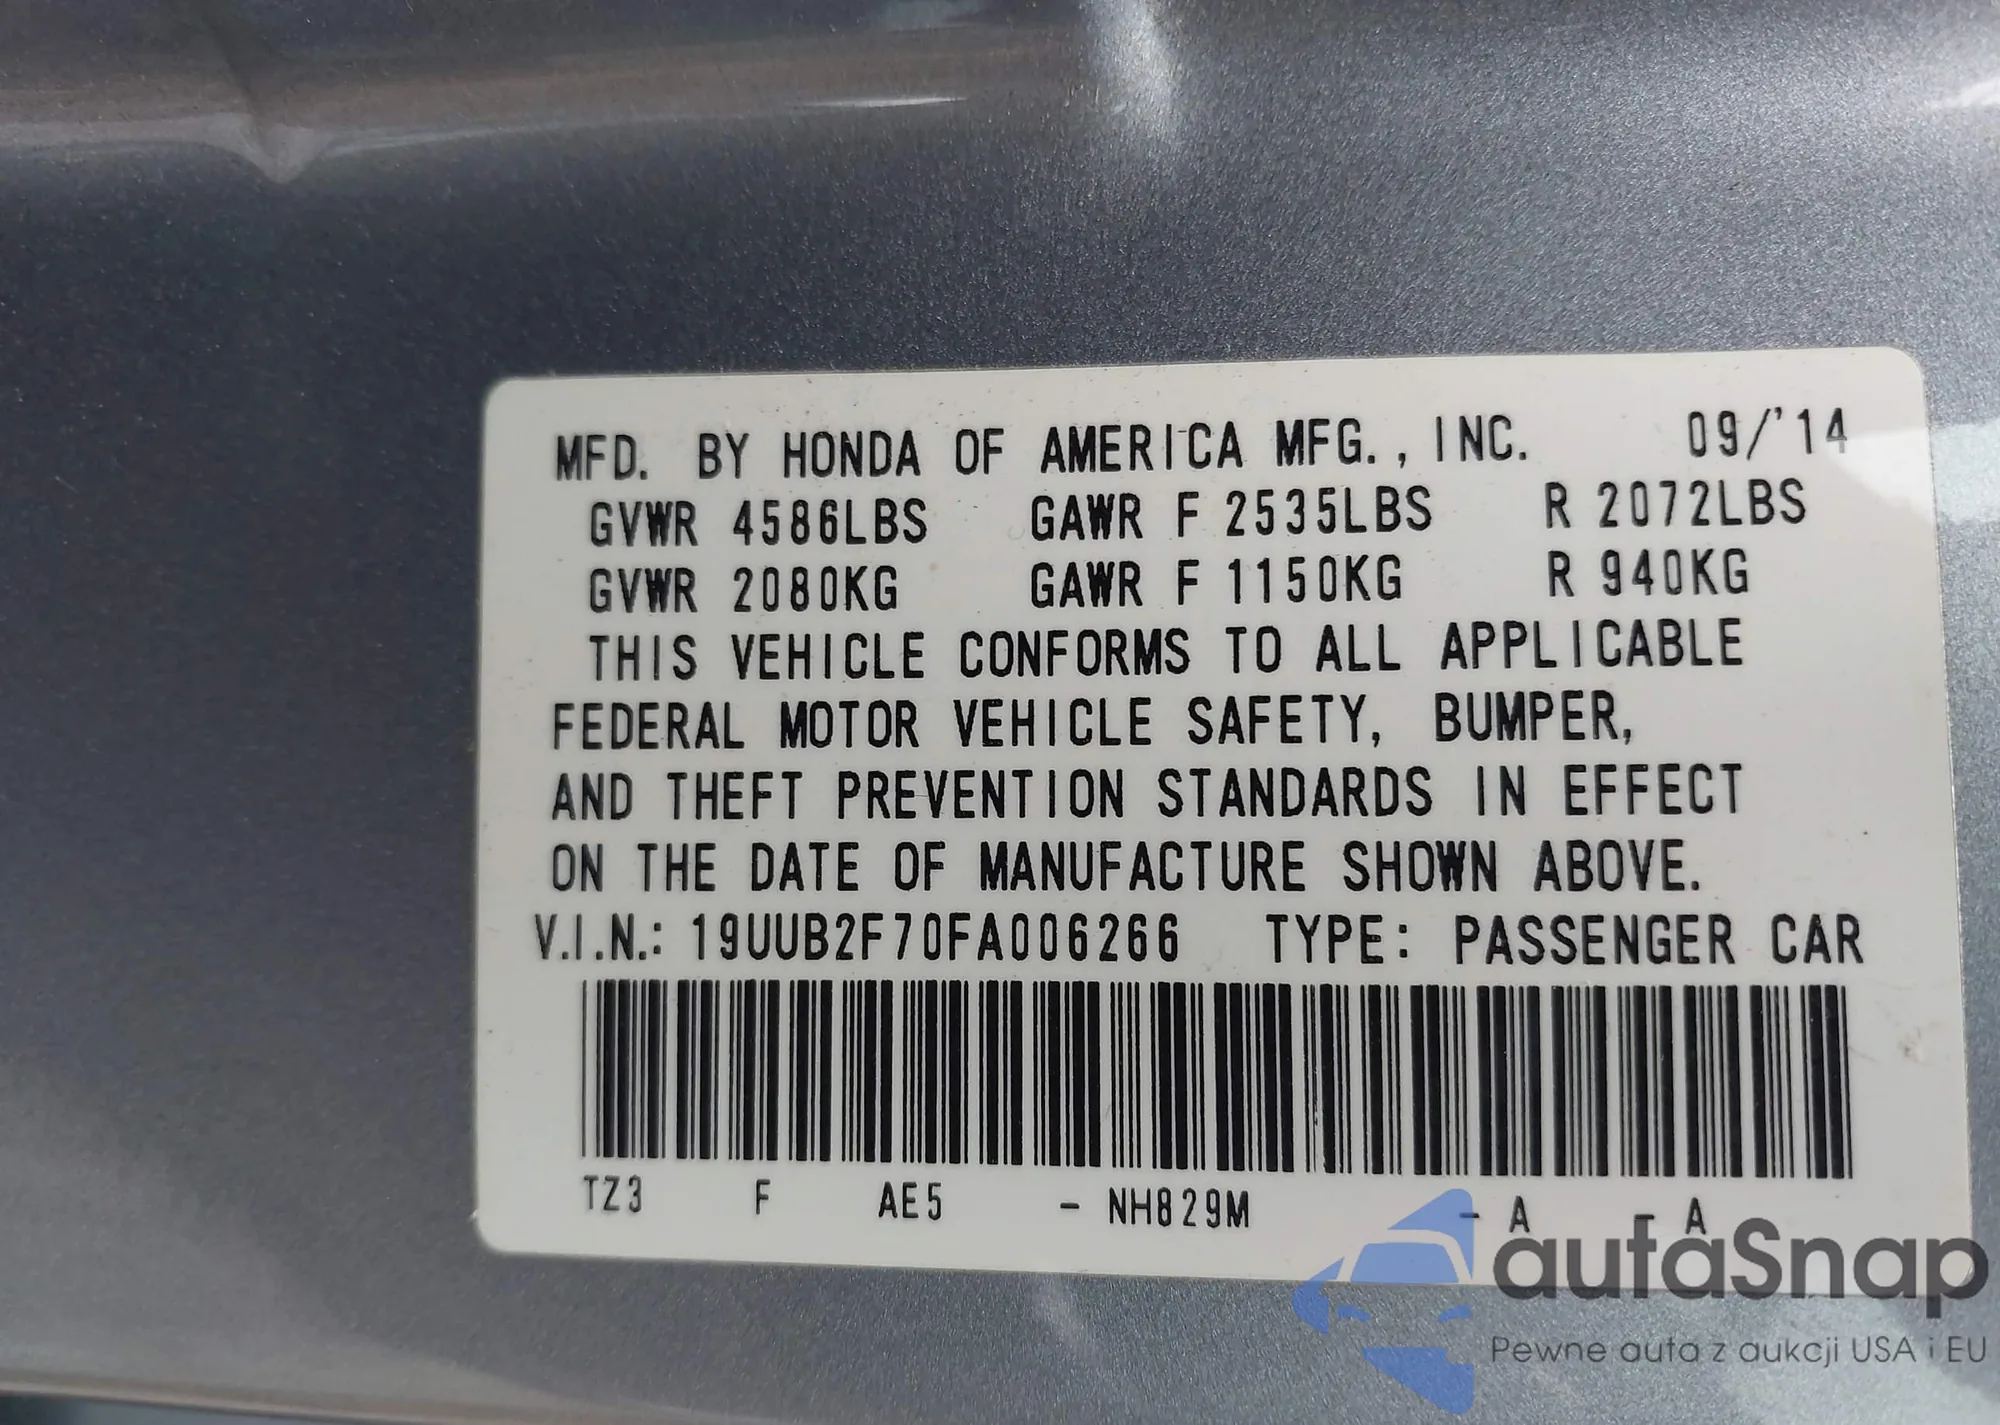 MFD. BY HONDA OF AMERICA MFG., INC. 09/'14
GVWR 4586LBS GAWR F 2535LBS R 2072LBS
GVWR 2080KG GAWR F 1150KG R 940KG
THIS VEHICLE CONFORMS TO ALL APPLICABLE
FEDERAL MOTOR VEHICLE SAFETY, BUMPER,
AND THEFT PREVENTION STANDARDS IN EFFECT
ON THE DATE OF MANUFACTURE SHOWN ABOVE.
V.I.N.: 19UUB2F70FA006266 TYPE: PASSENGER CAR
TZ3 F AE5 - NH829M - A - A
autaSnap
Pewne auta z aukcji USA i EU